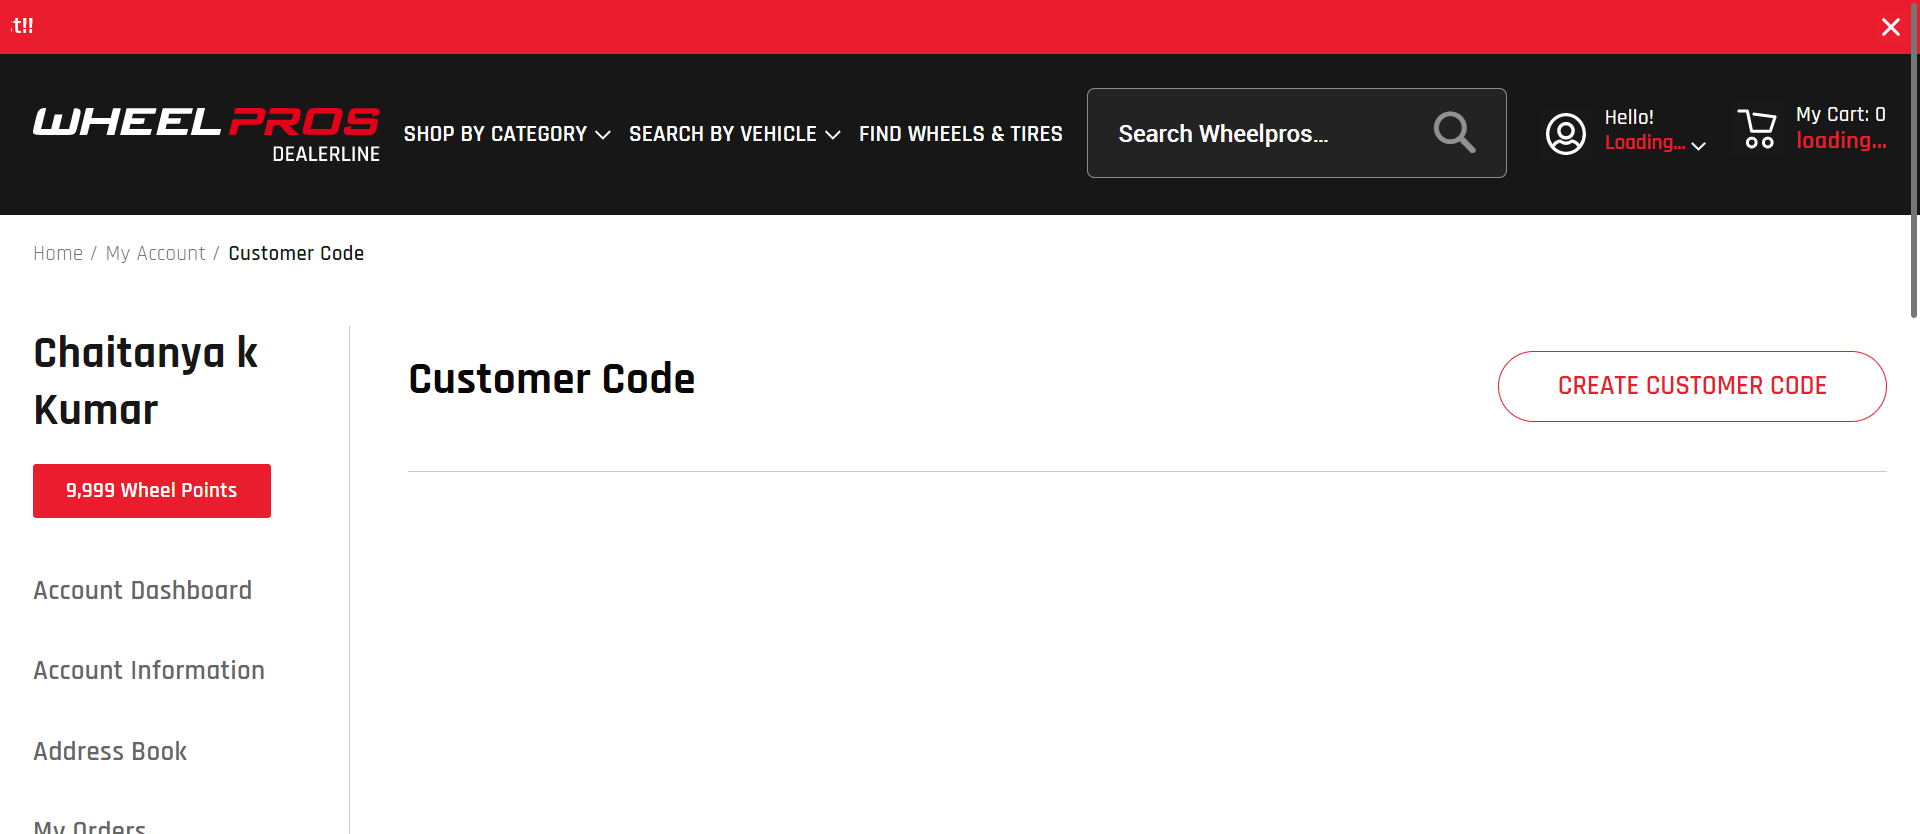 t!!
WHEEL PROS
DEALERLINE
SHOP BY CATEGORY
SEARCH BY VEHICLE
FIND WHEELS & TIRES
Search Wheelpros...
Hello!
Loading...
My Cart: 0
loading...
Home / My Account / Customer Code
Chaitanya k
Kumar
9,999 Wheel Points
Account Dashboard
Account Information
Address Book
My Orders
Customer Code
CREATE CUSTOMER CODE